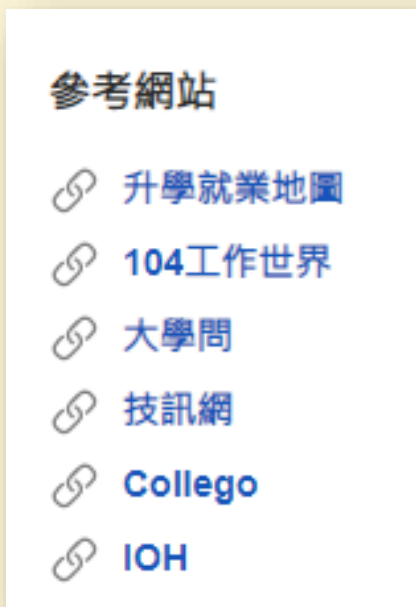 參考網站
升學就業地圖
104工作世界
大學問
技訊網
Collego
IOH